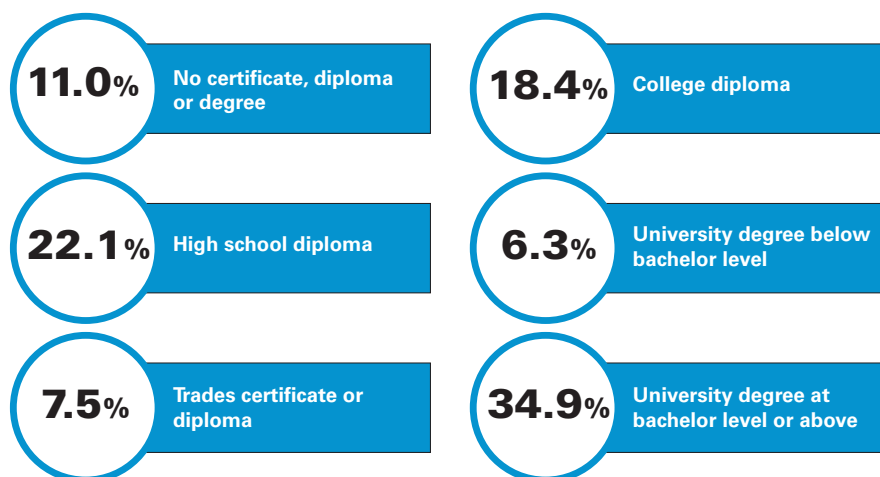 11.0%
No certificate, diploma
or degree
22.1%
High school diploma
7.5%
Trades certificate or
diploma
18.4%
College diploma
6.3%
University degree below
bachelor level
34.9%
University degree at
bachelor level or above